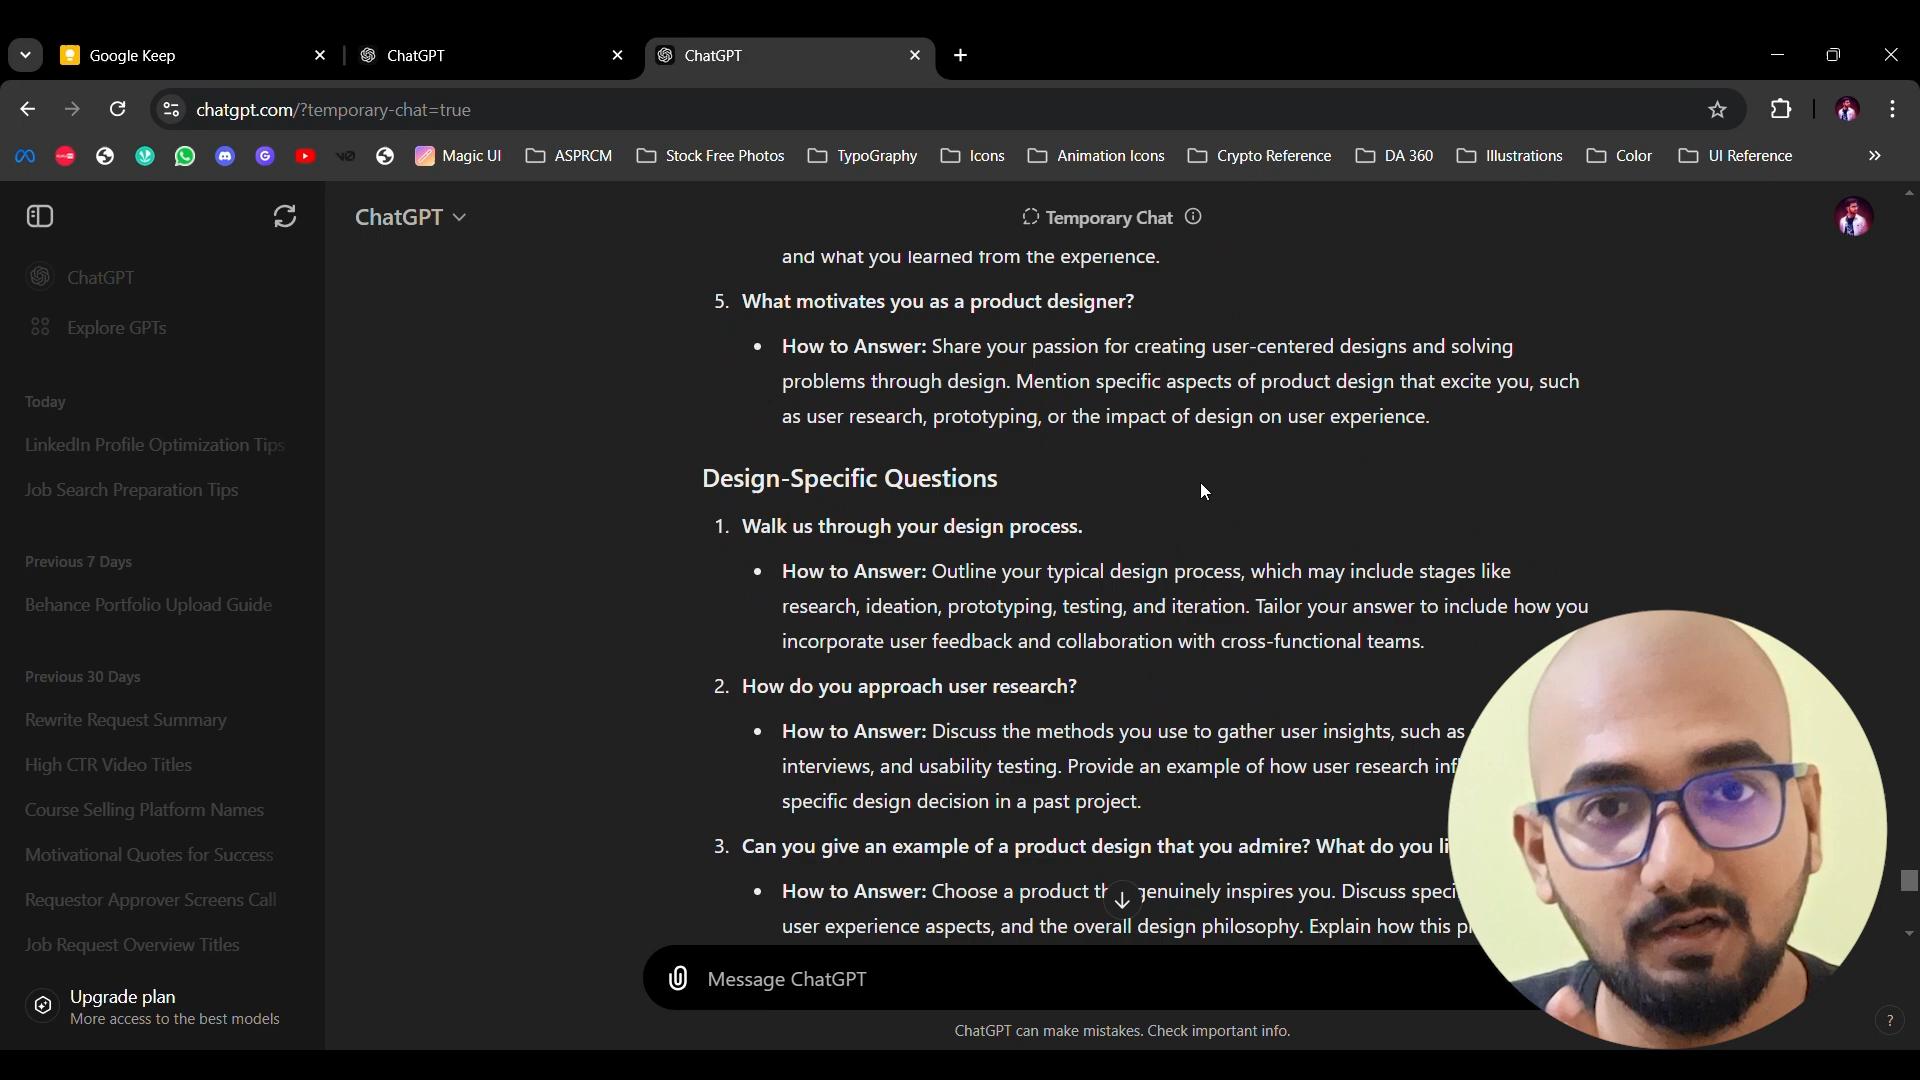 Google Keep
ChatGPT
ChatGPT
chatgpt.com/?temporary-chat=true
Magic UI
ASPRCM
Stock Free Photos
TypoGraphy
Icons
Animation Icons
Crypto Reference
DA 360
Illustrations
Color
UI Reference
ChatGPT
Temporary Chat
ChatGPT
Explore GPTs
Today
LinkedIn Profile Optimization Tips
Job Search Preparation Tips
Previous 7 Days
Behance Portfolio Upload Guide
Previous 30 Days
Rewrite Request Summary
High CTR Video Titles
Course Selling Platform Names
Motivational Quotes for Success
Requestor Approver Screens Call
Job Request Overview Titles
Upgrade plan
More access to the best models
and what you learned from the experience.
5. What motivates you as a product designer?
• How to Answer: Share your passion for creating user-centered designs and solving
problems through design. Mention specific aspects of product design that excite you, such
as user research, prototyping, or the impact of design on user experience.
Design-Specific Questions
1. Walk us through your design process.
• How to Answer: Outline your typical design process, which may include stages like
research, ideation, prototyping, testing, and iteration. Tailor your answer to include how you
incorporate user feedback and collaboration with cross-functional teams.
2. How do you approach user research?
• How to Answer: Discuss the methods you use to gather user insights, such as
interviews, and usability testing. Provide an example of how user research
specific design decision in a past project.
3. Can you give an example of a product design that you admire? What do you
• How to Answer: Choose a product genuinely inspires you. Discuss
user experience aspects, and the overall design philosophy. Explain how this
Message ChatGPT
ChatGPT can make mistakes. Check important info.
?